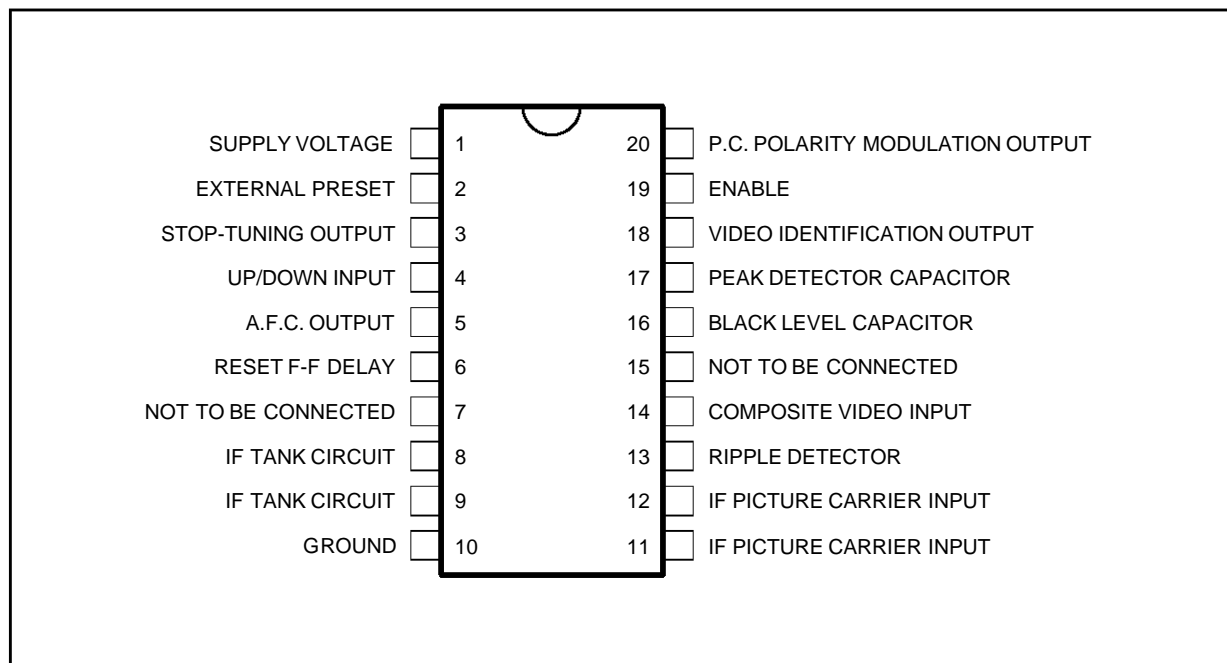 SUPPLY VOLTAGE 1 20 P.C. POLARITY MODULATION OUTPUT
EXTERNAL PRESET 2 19 ENABLE
STOP-TUNING OUTPUT 3 18 VIDEO IDENTIFICATION OUTPUT
UP/DOWN INPUT 4 17 PEAK DETECTOR CAPACITOR
A.F.C. OUTPUT 5 16 BLACK LEVEL CAPACITOR
RESET F-F DELAY 6 15 NOT TO BE CONNECTED
NOT TO BE CONNECTED 7 14 COMPOSITE VIDEO INPUT
IF TANK CIRCUIT 8 13 RIPPLE DETECTOR
IF TANK CIRCUIT 9 12 IF PICTURE CARRIER INPUT
GROUND 10 11 IF PICTURE CARRIER INPUT